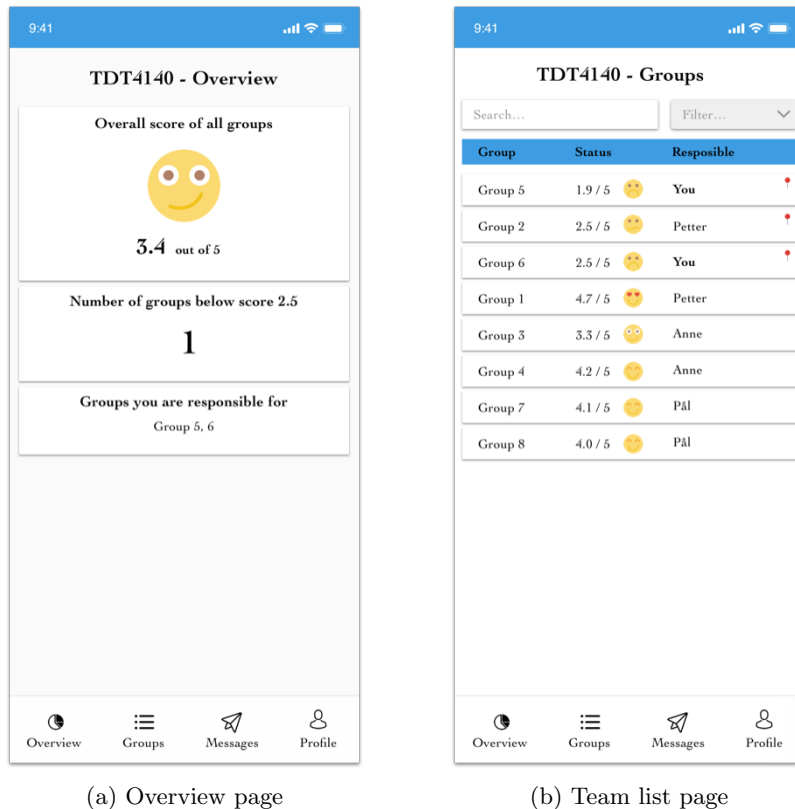 9:41
TDT4140 - Overview
Overall score of all groups
3.4 out of 5
Number of groups below score 2.5
1
Groups you are responsible for
Group 5, 6
Overview Groups Messages Profile
(a) Overview page
9:41
TDT4140 - Groups
Search... Filter...
Group Status Resposible
Group 5 1.9 / 5 You
Group 2 2.5 / 5 Petter
Group 6 2.5 / 5 You
Group 1 4.7 / 5 Petter
Group 3 3.3 / 5 Anne
Group 4 4.2 / 5 Anne
Group 7 4.1 / 5 Pål
Group 8 4.0 / 5 Pål
Overview Groups Messages Profile
(b) Team list page